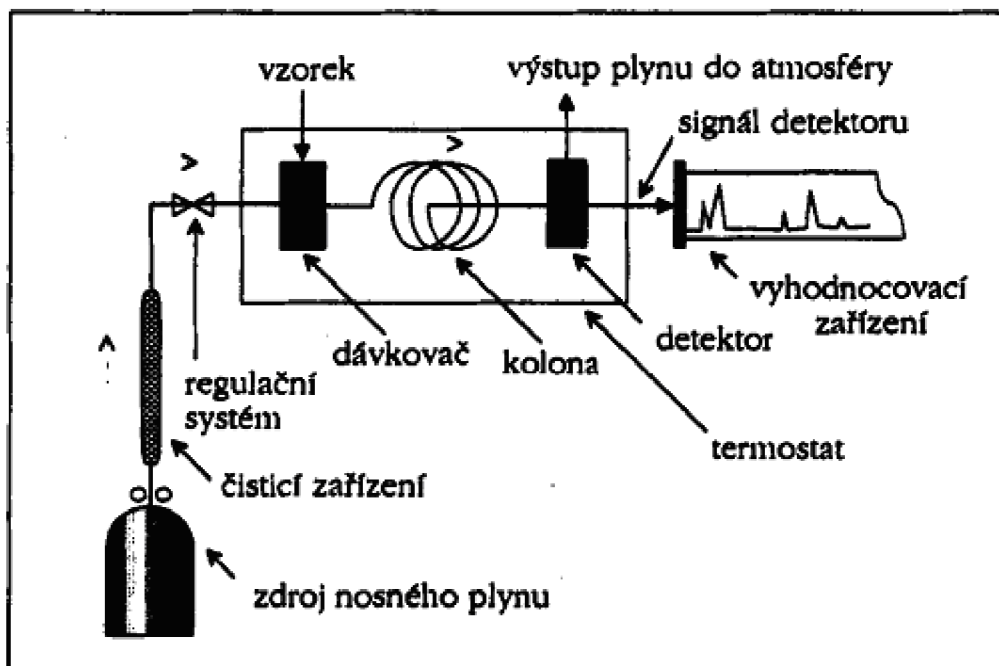 vzorek
výstup plynu do atmosféry
signál detektoru
vyhodnocovací
zařízení
detektor
dávkovač
kolona
regulační
systém
termostat
čisticí zařízení
zdroj nosného plynu